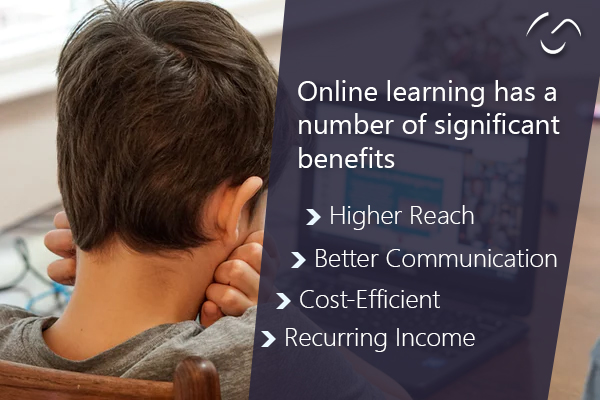 Online learning has a
number of significant
benefits
Higher Reach
Better Communication
Cost-Efficient
Recurring Income